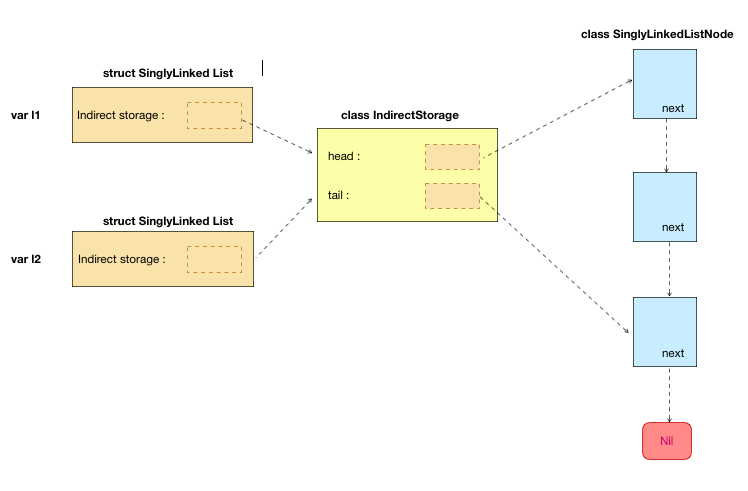 class SinglyLinkedListNode
struct SinglyLinked List
var l1
Indirect storage :
class IndirectStorage
head :
tail :
next
next
struct SinglyLinked List
var l2
Indirect storage :
next
Nil